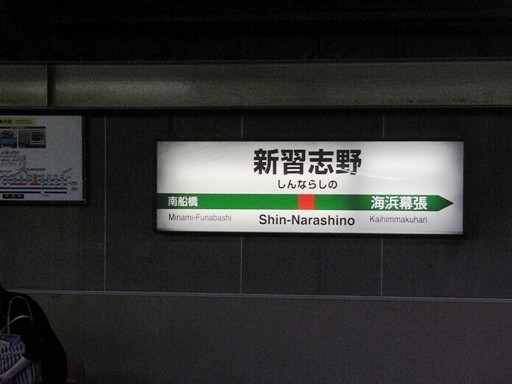 新習志野
しんならしの
南船橋 海浜幕張
Minami-Funabashi Shin-Narashino Kaihimmakuhari